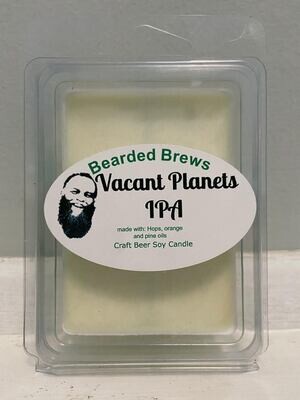 Bearded Brews
Vacant Planets
IPA
made with: Hops, orange
and pine oils
Craft Beer Soy Candle